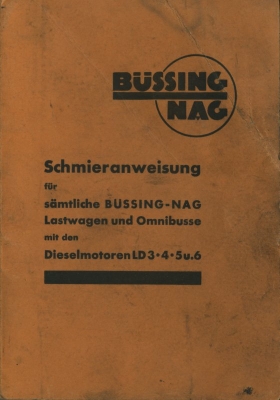 BÜSSING
NAG
Schmieranweisung
für
sämtliche BÜSSING-NAG
Lastwagen und Omnibusse
mit den
Dieselmotoren LD 3 · 4 · 5 u. 6